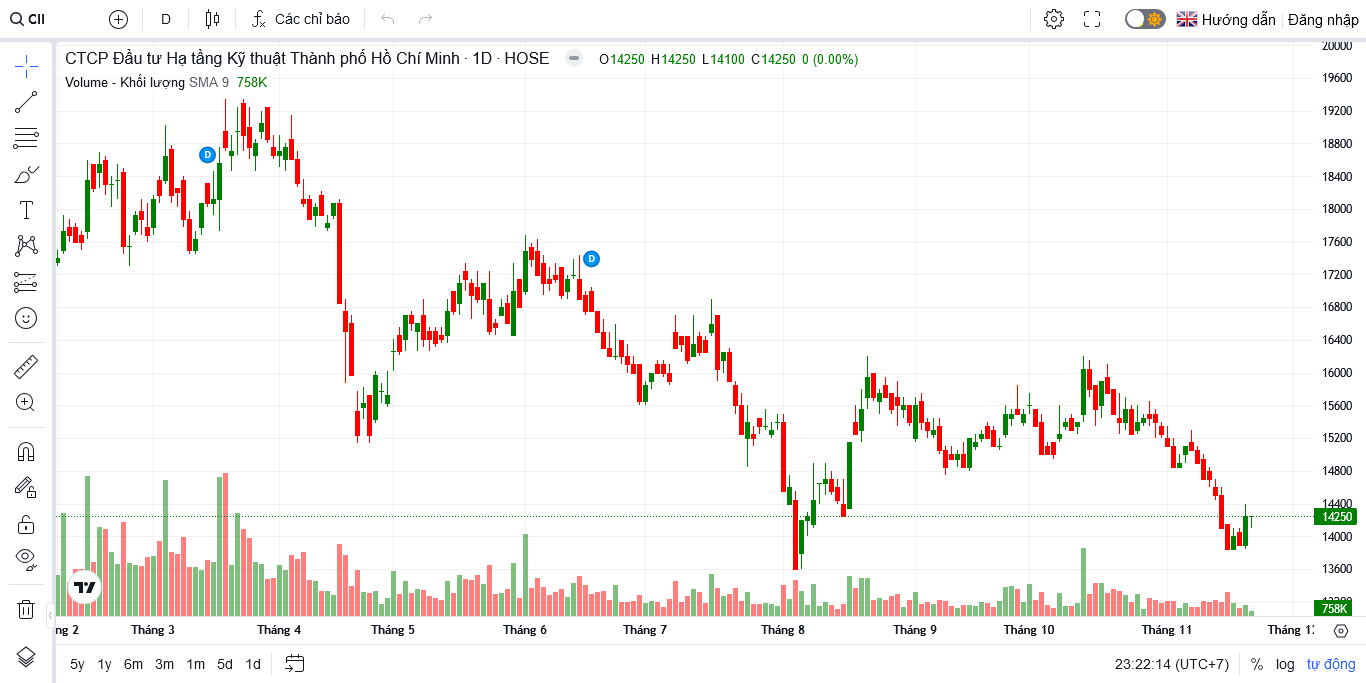 CII D Các chỉ báo Hướng dẫn Đăng nhập
CTCP Đầu tư Hạ tầng Kỹ thuật Thành phố Hồ Chí Minh · 1D · HOSE O14250 H14250 L14100 C14250 0 (0.00%)
Volume - Khối lượng SMA 9 758K
D
D
20000
19600
19200
18800
18400
18000
17600
17200
16800
16400
16000
15600
15200
14800
14400
14250
14000
13600
758K
ng 2 Tháng 3 Tháng 4 Tháng 5 Tháng 6 Tháng 7 Tháng 8 Tháng 9 Tháng 10 Tháng 11 Tháng 1
5y 1y 6m 3m 1m 5d 1d 23:22:14 (UTC+7) % log tự động